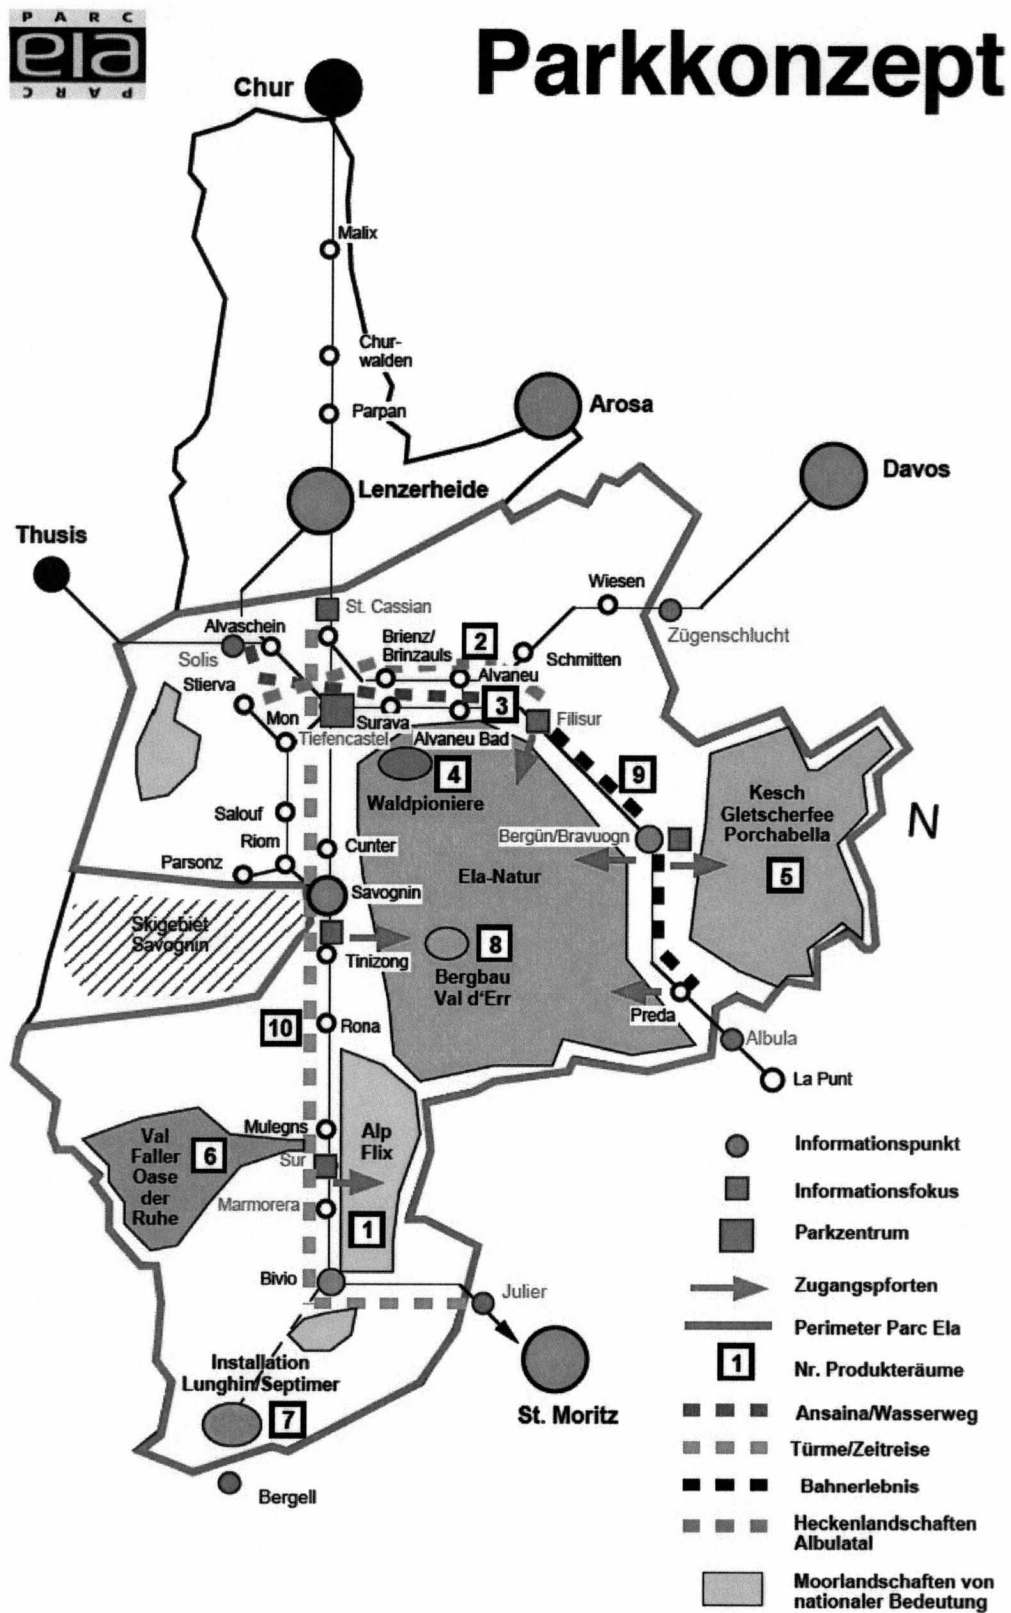 PARC
ela
PARC
Parkkonzept
Chur
Malix
Chur-
walden
Parpan
Arosa
Lenzerheide
Davos
Thusis
Wiesen
St. Cassian
Zügenschlucht
Alvaschein
Brienz/
Brinzauls
2
Schmitten
Solis
Alvaneu
Stierva
3
Mon
Surava
Filisur
Tiefencastel
Alvaneu Bad
4
9
Waldpioniere
Kesch
Gletscherfee
Porchabella
N
Salouf
Riom
Cunter
Bergün/Bravuogn
Parsonz
Ela-Natur
5
Savognin
Skigebiet
Savognin
8
Tinizong
Bergbau
Val d'Err
10
Rona
Preda
Albula
La Punt
Mulegns
Alp
Flix
Val
Faller
Oase
der
Ruhe
6
Sur
Marmorera
1
Bivio
Julier
Installation
Lunghin/Septimer
7
St. Moritz
Bergell
Informationspunkt
Informationsfokus
Parkzentrum
Zugangspforten
Perimeter Parc Ela
1
Nr. Produkteräume
Ansaina/Wasserweg
Türme/Zeitreise
Bahnerlebnis
Heckenlandschaften
Albulatal
Moorlandschaften von
nationaler Bedeutung